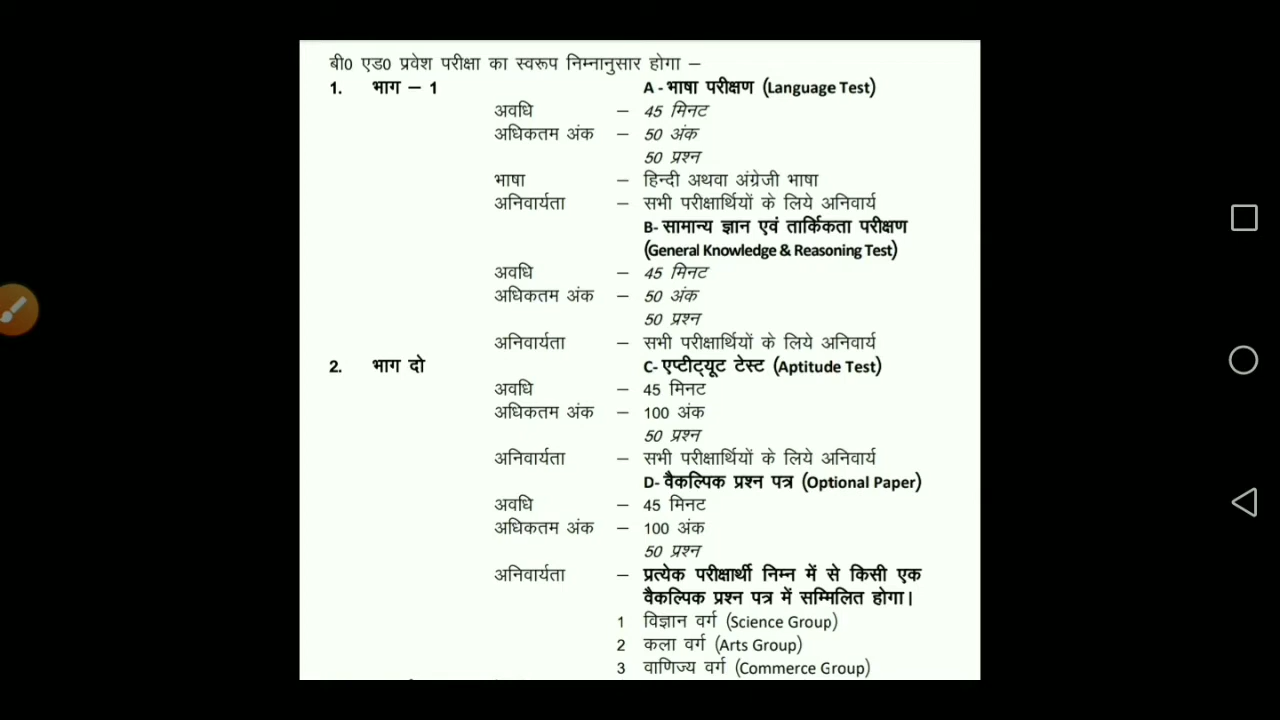 बी0 एड0 प्रवेश परीक्षा का स्वरूप निम्नानुसार होगा –
1. भाग – 1 A - भाषा परीक्षण (Language Test)
अवधि – 45 मिनट
अधिकतम अंक – 50 अंक
50 प्रश्न
भाषा – हिन्दी अथवा अंग्रेजी भाषा
अनिवार्यता – सभी परीक्षार्थियों के लिये अनिवार्य
B- सामान्य ज्ञान एवं तार्किकता परीक्षण
(General Knowledge & Reasoning Test)
अवधि – 45 मिनट
अधिकतम अंक – 50 अंक
50 प्रश्न
अनिवार्यता – सभी परीक्षार्थियों के लिये अनिवार्य
2. भाग दो C- एप्टीट्यूट टेस्ट (Aptitude Test)
अवधि – 45 मिनट
अधिकतम अंक – 100 अंक
50 प्रश्न
अनिवार्यता – सभी परीक्षार्थियों के लिये अनिवार्य
D- वैकल्पिक प्रश्न पत्र (Optional Paper)
अवधि – 45 मिनट
अधिकतम अंक – 100 अंक
50 प्रश्न
अनिवार्यता – प्रत्येक परीक्षार्थी निम्न में से किसी एक
वैकल्पिक प्रश्न पत्र में सम्मिलित होगा।
1 विज्ञान वर्ग (Science Group)
2 कला वर्ग (Arts Group)
3 वाणिज्य वर्ग (Commerce Group)